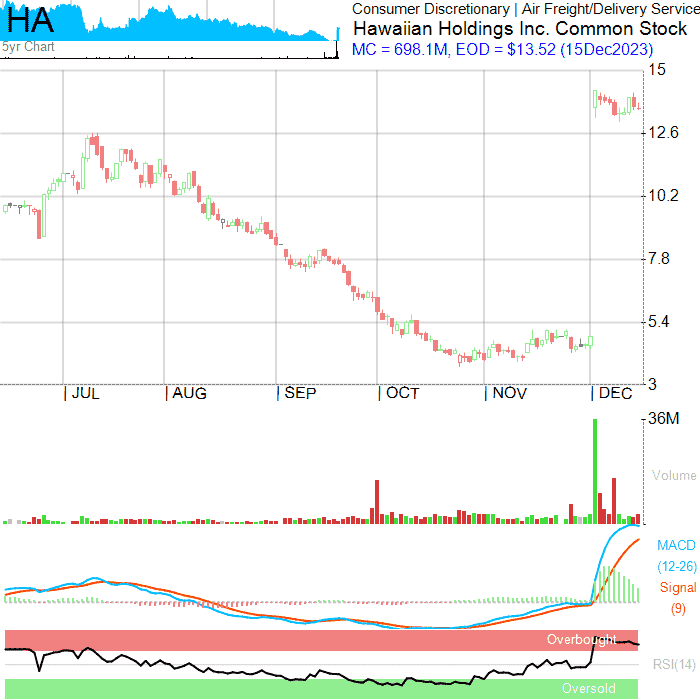 HA
5yr Chart
Consumer Discretionary | Air Freight/Delivery Service
Hawaiian Holdings Inc. Common Stock
MC = 698.1M, EOD = $13.52 (15Dec2023)
15
12.6
10.2
7.8
5.4
3
| JUL | AUG | SEP | OCT | NOV | DEC
36M
Volume
MACD
(12-26)
Signal
(9)
Overbought
RSI(14)
Oversold